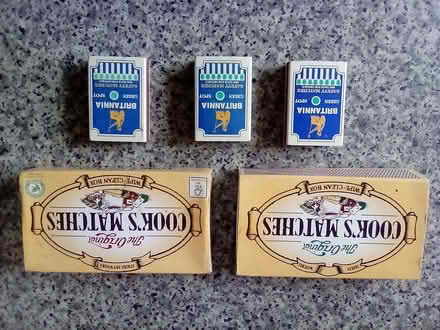 BRITANNIA
GREEN SPOT
SAFETY MATCHES
BRITANNIA
GREEN SPOT
SAFETY MATCHES
BRITANNIA
GREEN SPOT
SAFETY MATCHES
The Original
COOK'S MATCHES
WIPE-CLEAN BOX
The Original
COOK'S MATCHES
WIPE-CLEAN BOX